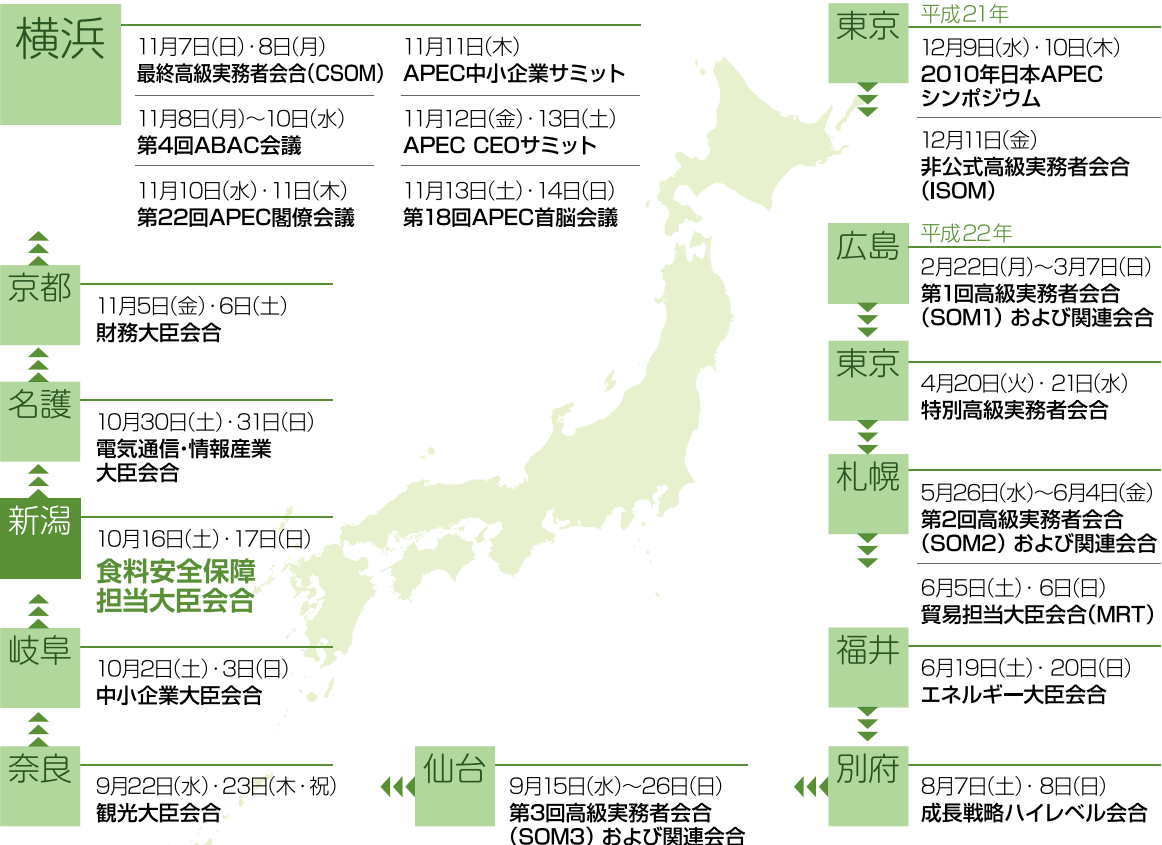 東京
平成21年
12月9日(水)・10日(木)
2010年日本APEC
シンポジウム
12月11日(金)
非公式高級実務者会合
(ISOM)
広島
平成22年
2月22日(月)～3月7日(日)
第1回高級実務者会合
(SOM1) および関連会合
東京
4月20日(火)・21日(水)
特別高級実務者会合
札幌
5月26日(水)～6月4日(金)
第2回高級実務者会合
(SOM2) および関連会合
6月5日(土)・6日(日)
貿易担当大臣会合(MRT)
福井
6月19日(土)・20日(日)
エネルギー大臣会合
別府
8月7日(土)・8日(日)
成長戦略ハイレベル会合
仙台
9月15日(水)～26日(日)
第3回高級実務者会合
(SOM3) および関連会合
奈良
9月22日(水)・23日(木・祝)
観光大臣会合
岐阜
10月2日(土)・3日(日)
中小企業大臣会合
新潟
10月16日(土)・17日(日)
食料安全保障
担当大臣会合
名護
10月30日(土)・31日(日)
電気通信・情報産業
大臣会合
京都
11月5日(金)・6日(土)
財務大臣会合
横浜
11月7日(日)・8日(月)
最終高級実務者会合(CSOM)
11月8日(月)～10日(水)
第4回ABAC会議
11月10日(水)・11日(木)
第22回APEC閣僚会議
11月11日(木)
APEC中小企業サミット
11月12日(金)・13日(土)
APEC CEOサミット
11月13日(土)・14日(日)
第18回APEC首脳会議